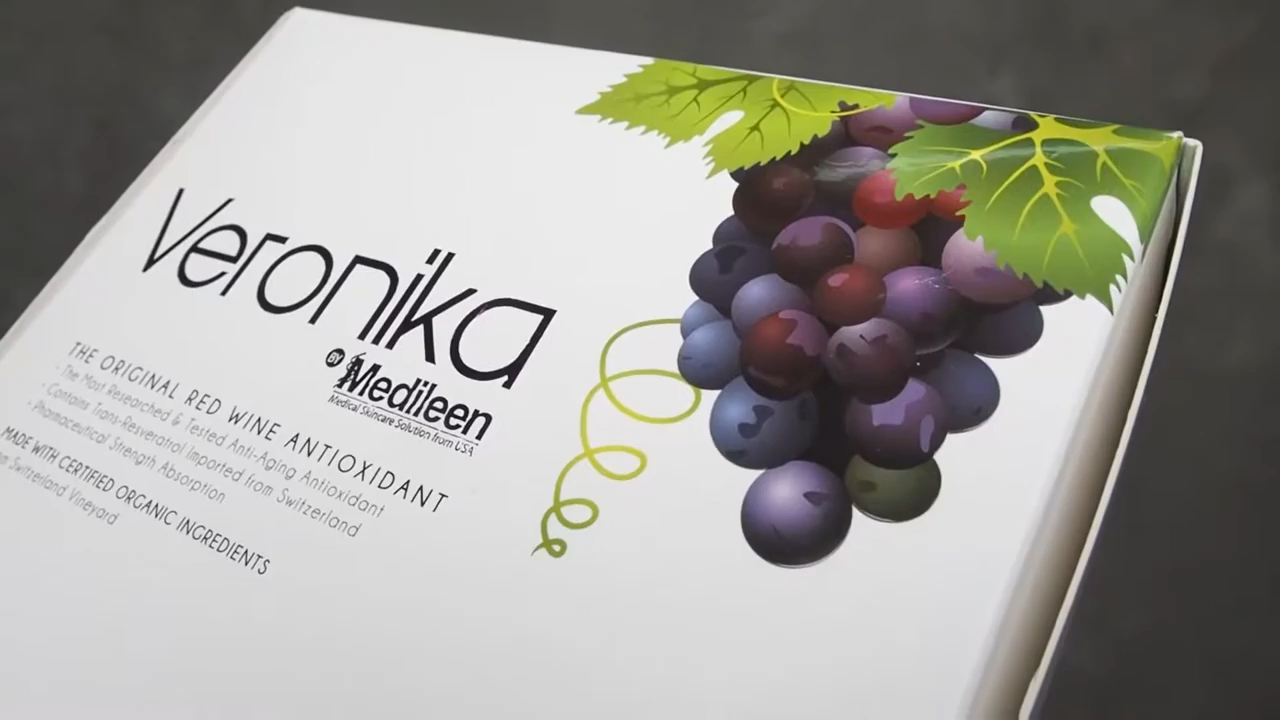 veronika
BY Medileen
Medical Skincare Solution from USA
THE ORIGINAL RED WINE ANTIOXIDANT
- The Most Researched & Tested Anti-Aging Antioxidant
- Contains Trans-Resveratrol Imported from Switzerland
- Pharmaceutical Strength Absorption
MADE WITH CERTIFIED ORGANIC INGREDIENTS
Switzerland Vineyard